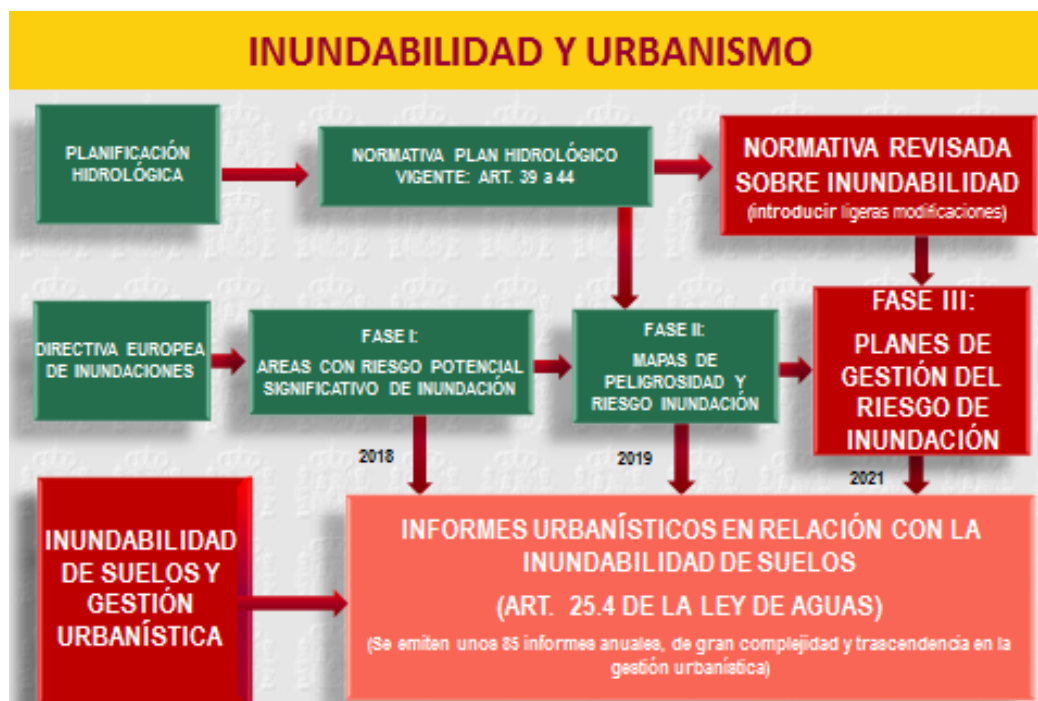 INUNDABILIDAD Y URBANISMO
PLANIFICACIÓN
HIDROLÓGICA
NORMATIVA PLAN HIDROLÓGICO
VIGENTE: ART. 39 a 44
NORMATIVA REVISADA
SOBRE INUNDABILIDAD
(introducir ligeras modificaciones)
DIRECTIVA EUROPEA
DE INUNDACIONES
FASE I:
AREAS CON RIESGO POTENCIAL
SIGNIFICATIVO DE INUNDACIÓN
FASE II:
MAPAS DE
PELIGROSIDAD Y
RIESGO INUNDACIÓN
FASE III:
PLANES DE
GESTIÓN DEL
RIESGO DE
INUNDACIÓN
2018
2019
2021
INUNDABILIDAD
DE SUELOS Y
GESTIÓN
URBANÍSTICA
INFORMES URBANÍSTICOS EN RELACIÓN CON LA
INUNDABILIDAD DE SUELOS
(ART. 25.4 DE LA LEY DE AGUAS)
(Se emiten unos 85 informes anuales, de gran complejidad y trascendencia en la
gestión urbanística)